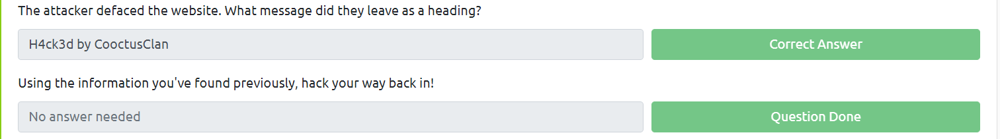 The attacker defaced the website. What message did they leave as a heading?
H4ck3d by CooctusClan
Correct Answer
Using the information you've found previously, hack your way back in!
No answer needed
Question Done